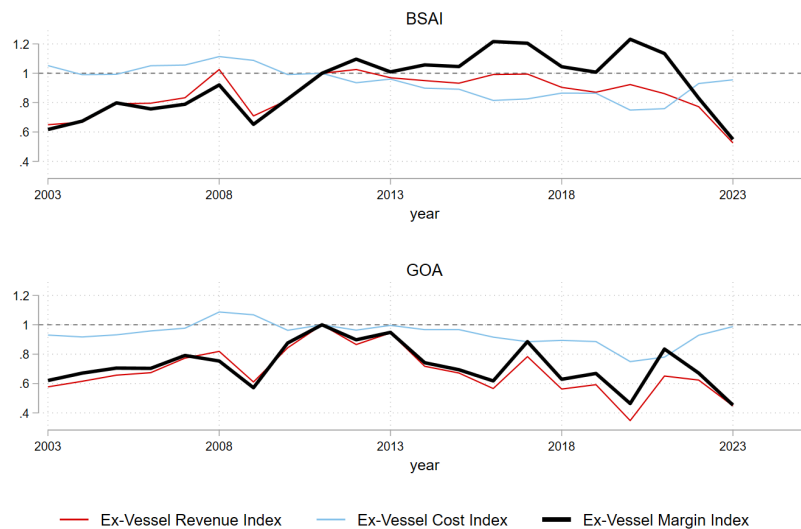 BSAI
1.2
1
.8
.6
.4
2003 2008 2013 2018 2023
year
GOA
1.2
1
.8
.6
.4
2003 2008 2013 2018 2023
year
Ex-Vessel Revenue Index Ex-Vessel Cost Index Ex-Vessel Margin Index